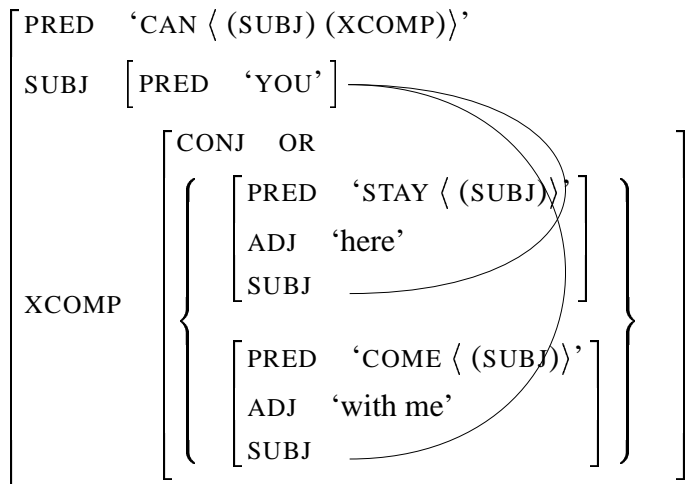 PRED ‘CAN ⟨ (SUBJ) (XCOMP)⟩’
SUBJ [PRED ‘YOU’]
CONJ OR
PRED ‘STAY ⟨ (SUBJ)⟩’
ADJ ‘here’
SUBJ
XCOMP
PRED ‘COME ⟨ (SUBJ)⟩’
ADJ ‘with me’
SUBJ